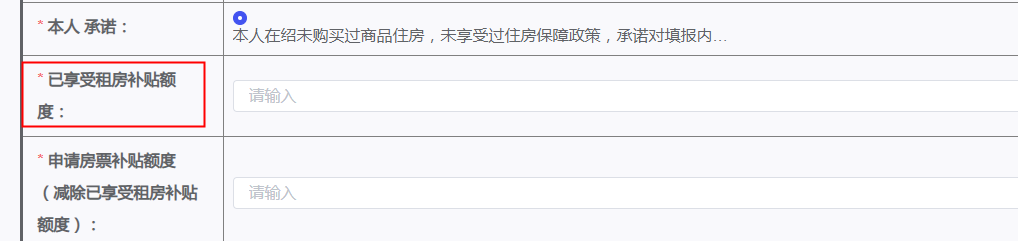 * 本人 承诺：
本人在绍未购买过商品住房，未享受过住房保障政策，承诺对填报内...
* 已享受租房补贴额
度：
请输入
* 申请房票补贴额度
（ 减除已享受租房补贴
额度 ）：
请输入